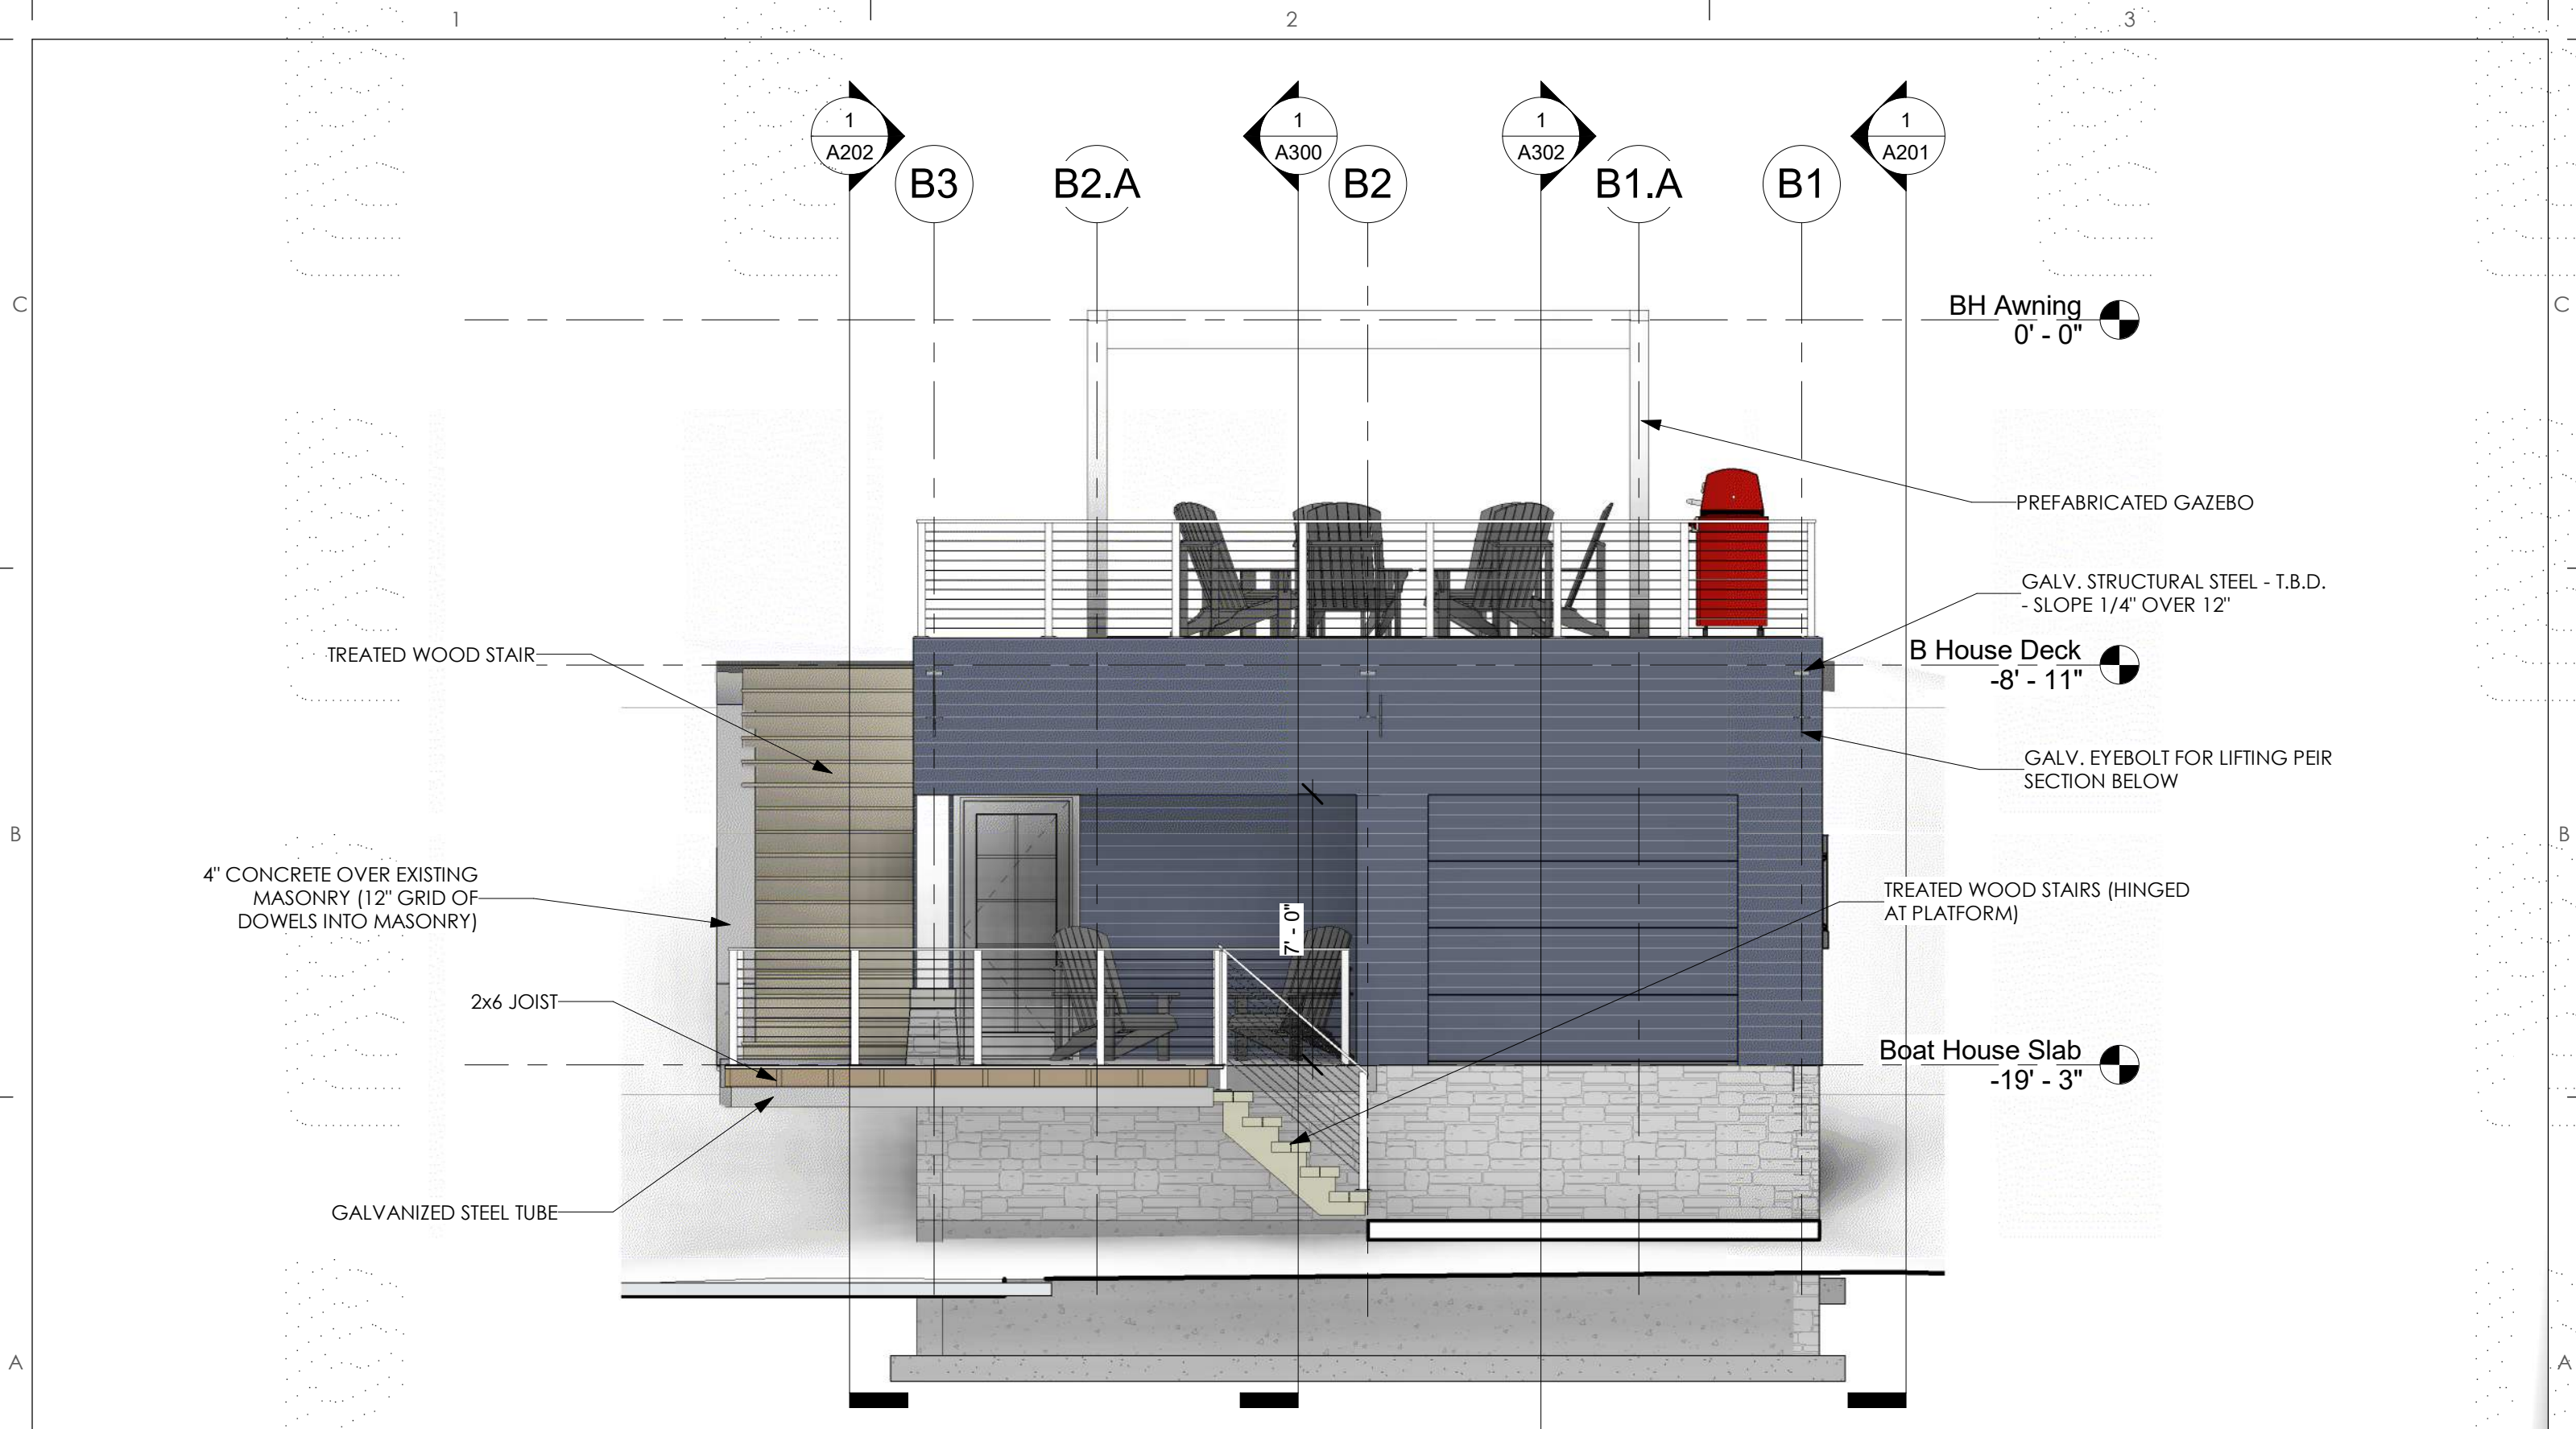 1
2
3
1
A202
1
A300
1
A302
1
A201
B3
B2.A
B2
B1.A
B1
C
C
BH Awning
0' - 0"
PREFABRICATED GAZEBO
GALV. STRUCTURAL STEEL - T.B.D.
- SLOPE 1/4" OVER 12"
TREATED WOOD STAIR
B House Deck
-8' - 11"
GALV. EYEBOLT FOR LIFTING PEIR
SECTION BELOW
B
B
4" CONCRETE OVER EXISTING
MASONRY (12" GRID OF
DOWELS INTO MASONRY)
7' - 0"
TREATED WOOD STAIRS (HINGED
AT PLATFORM)
2x6 JOIST
Boat House Slab
-19' - 3"
GALVANIZED STEEL TUBE
A
A